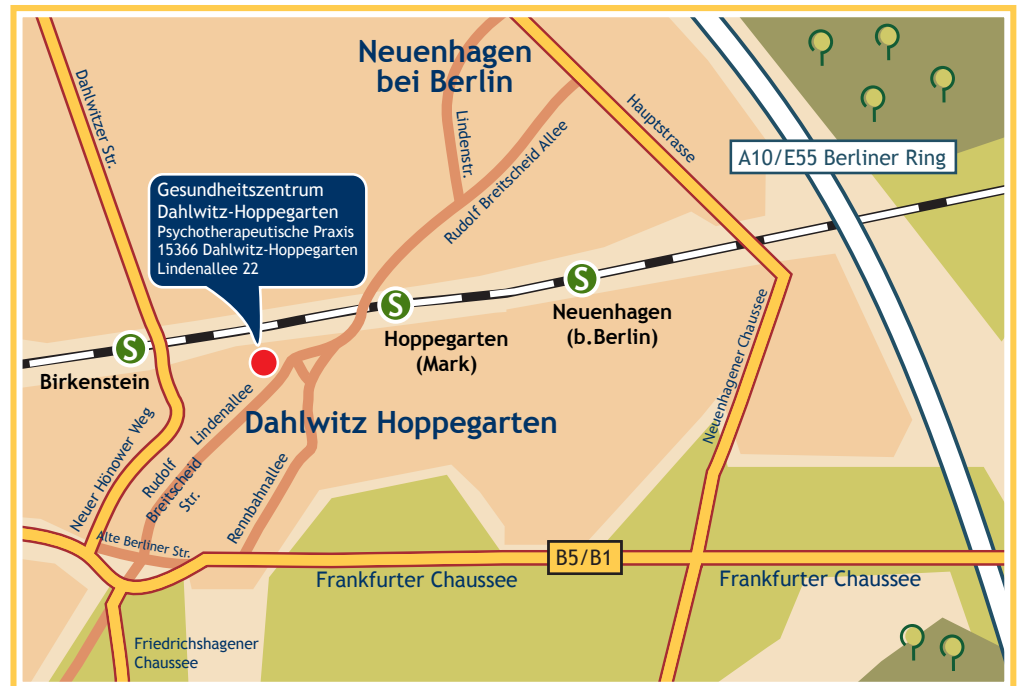 Neuenhagen
bei Berlin
Dahlwitzer Str.
Lindenstr.
Rudolf Breitscheid Allee
Hauptstrasse
A10/E55 Berliner Ring
Gesundheitszentrum
Dahlwitz-Hoppegarten
Psychotherapeutische Praxis
15366 Dahlwitz-Hoppegarten
Lindenallee 22
S
Neuenhagen
(b.Berlin)
S
Hoppegarten
(Mark)
S
Birkenstein
Neuenhagener Chaussee
Lindenallee
Dahlwitz Hoppegarten
Neuer Hönower Weg
Rudolf
Breitscheid
Str.
Rennbahnallee
Alte Berliner Str.
B5/B1
Frankfurter Chaussee
Frankfurter Chaussee
Friedrichshagener
Chaussee